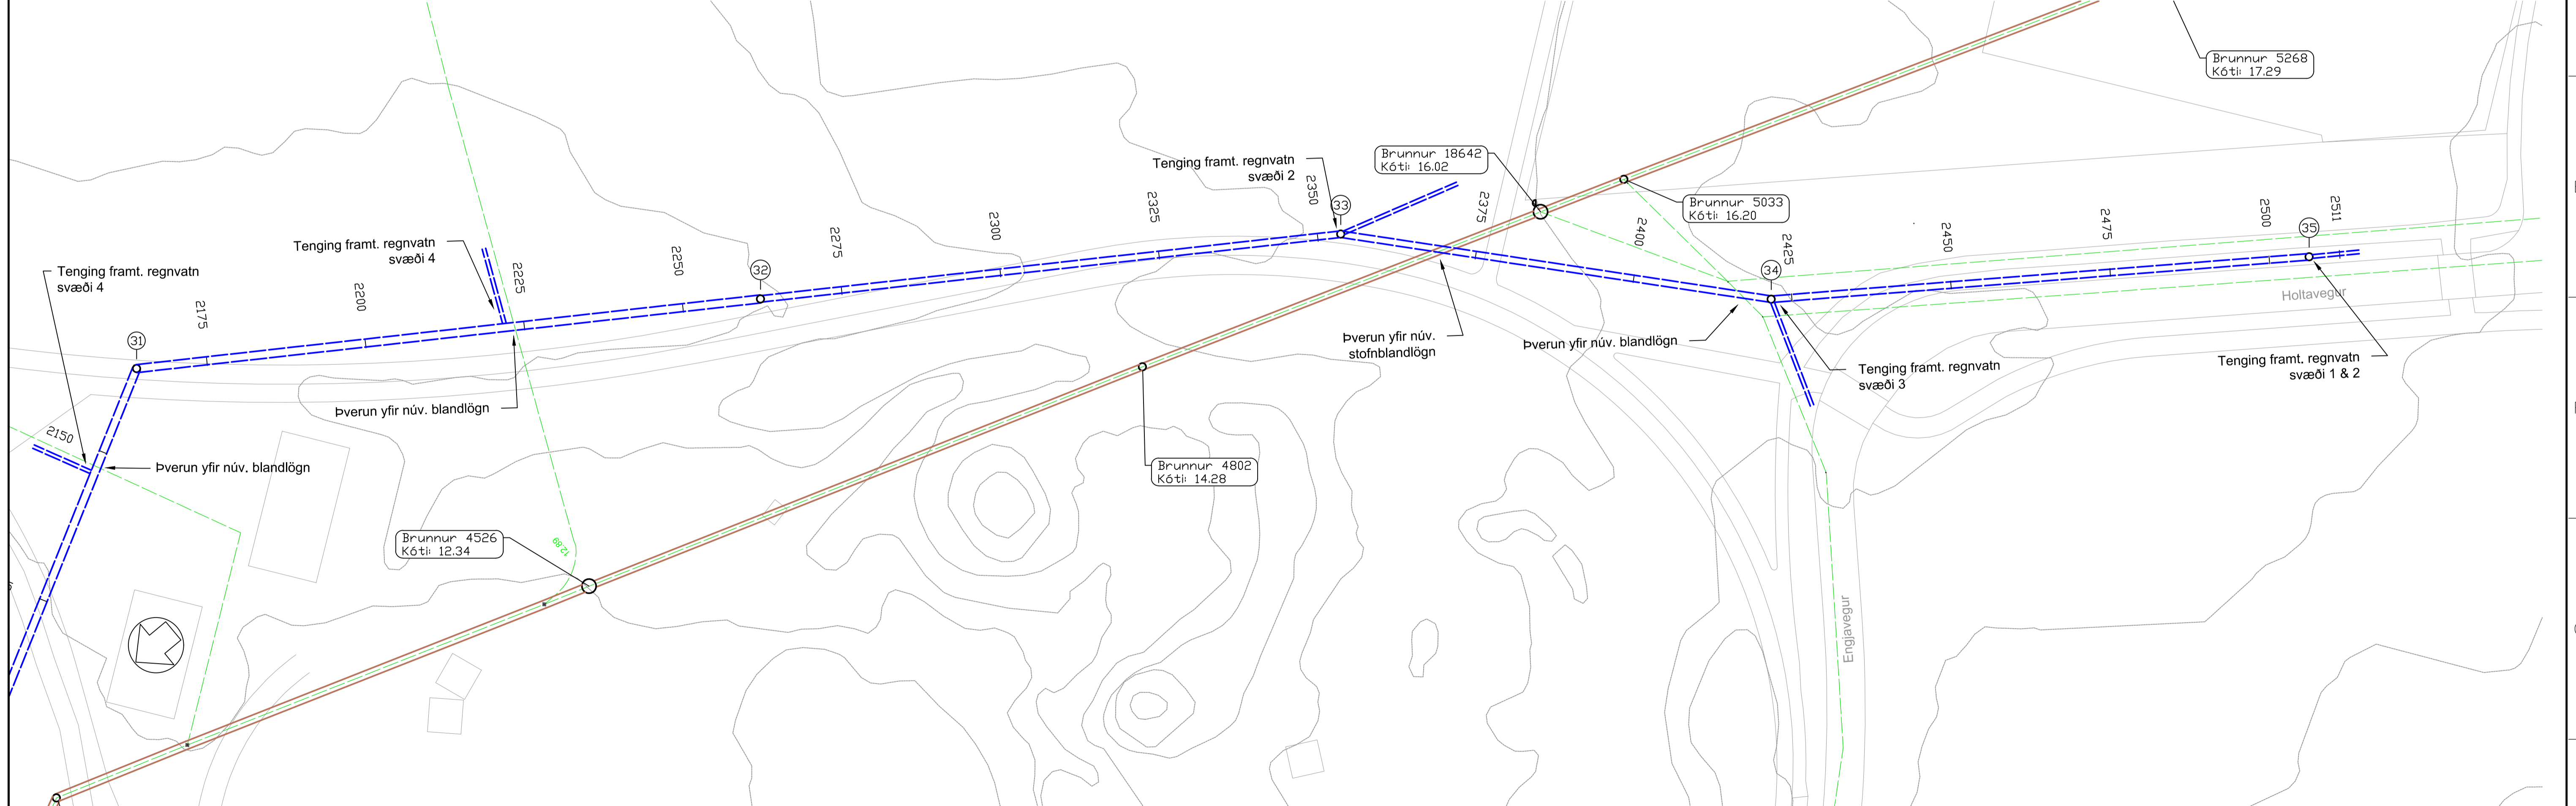 Brunnur 5268
Kóti: 17.29
Brunnur 18642
Kóti: 16.02
Tenging framt. regnvatn
svæði 2
33
2350
2325
2375
Brunnur 5033
Kóti: 16.20
2400
2425
34
2450
2475
2500
2511
35
Holtavegur
Tenging framt. regnvatn
svæði 4
2300
2275
32
2250
2225
Tenging framt. regnvatn
svæði 4
2200
2175
31
Þverun yfir núv.
stofnblandlögn
Þverun yfir núv. blandlögn
Tenging framt. regnvatn
svæði 3
Tenging framt. regnvatn
svæði 1 & 2
Þverun yfir núv. blandlögn
2150
Þverun yfir núv. blandlögn
Brunnur 4802
Kóti: 14.28
Brunnur 4526
Kóti: 12.34
12.89
Engjavegur